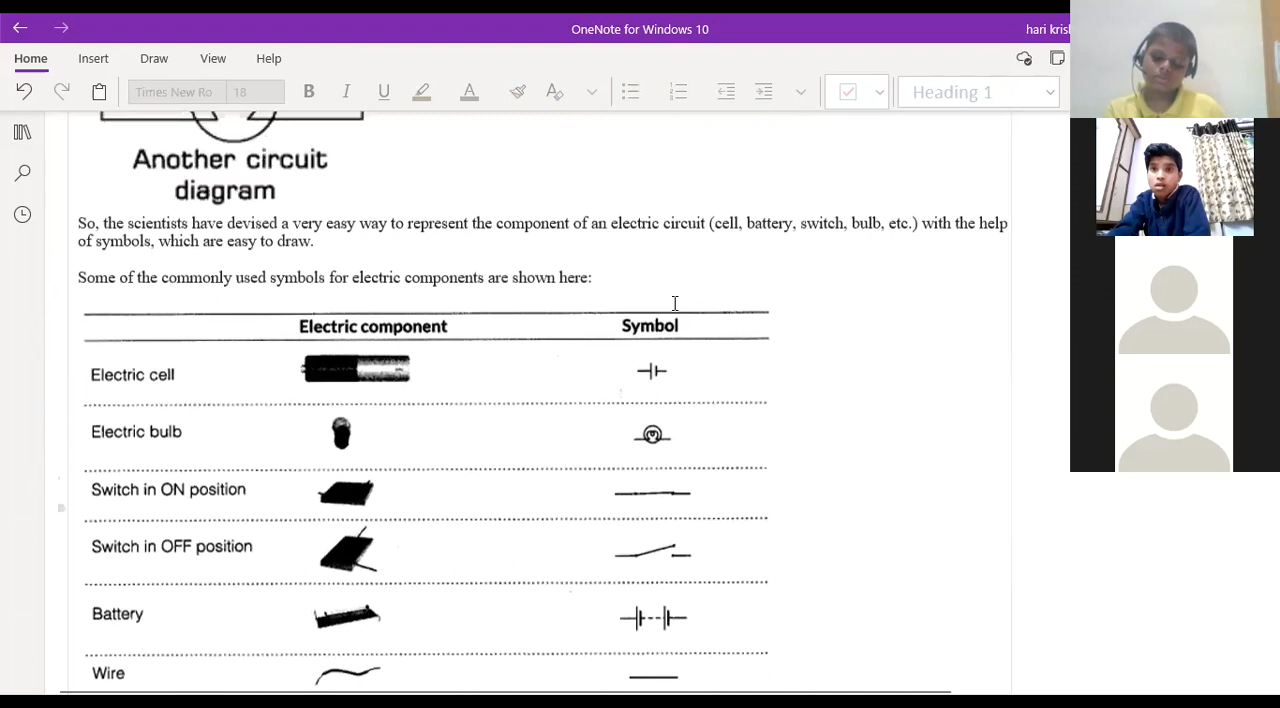 OneNote for Windows 10
hari krish
Home Insert Draw View Help
Times New Ro 18 B I U A Heading 1
Another circuit
diagram
So, the scientists have devised a very easy way to represent the component of an electric circuit (cell, battery, switch, bulb, etc.) with the help
of symbols, which are easy to draw.
Some of the commonly used symbols for electric components are shown here:
Electric component Symbol
Electric cell
Electric bulb
Switch in ON position
Switch in OFF position
Battery
Wire